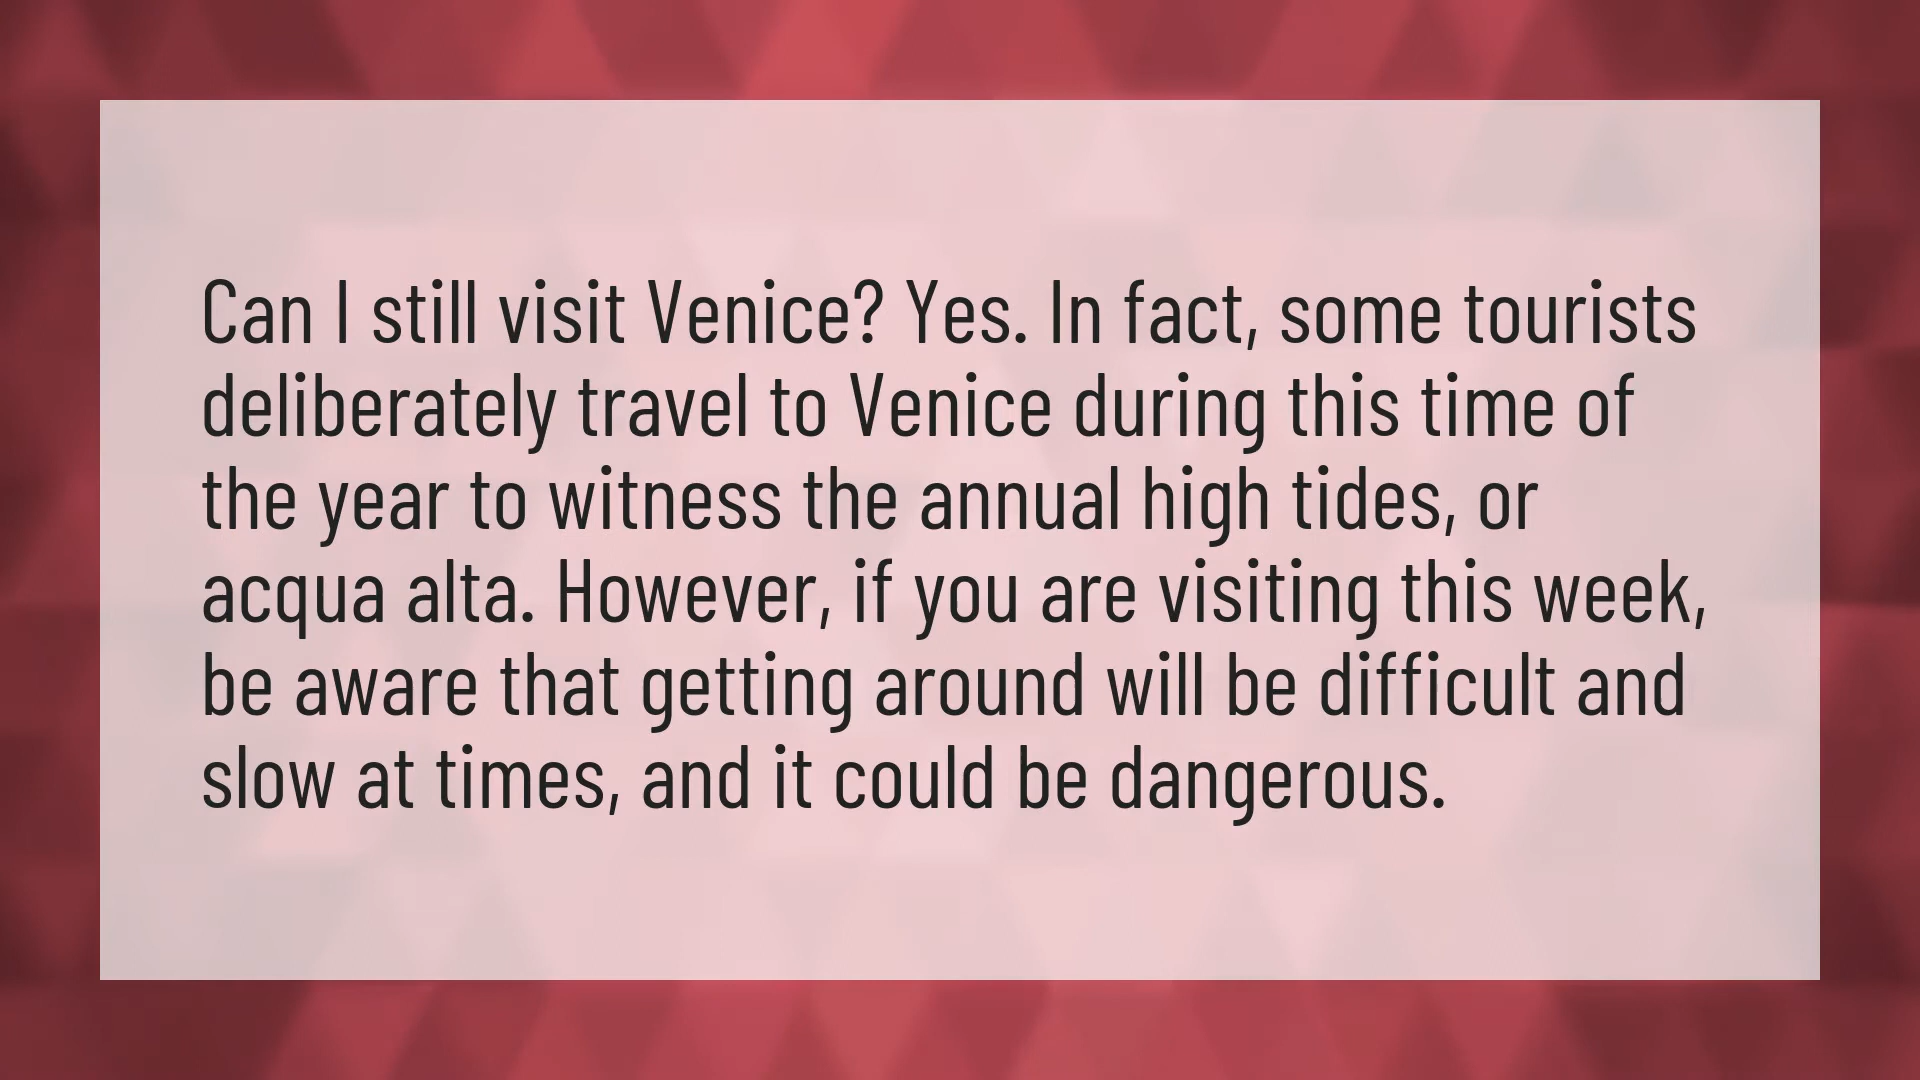 Can I still visit Venice? Yes. In fact, some tourists
deliberately travel to Venice during this time of
the year to witness the annual high tides, or
acqua alta. However, if you are visiting this week,
be aware that getting around will be difficult and
slow at times, and it could be dangerous.